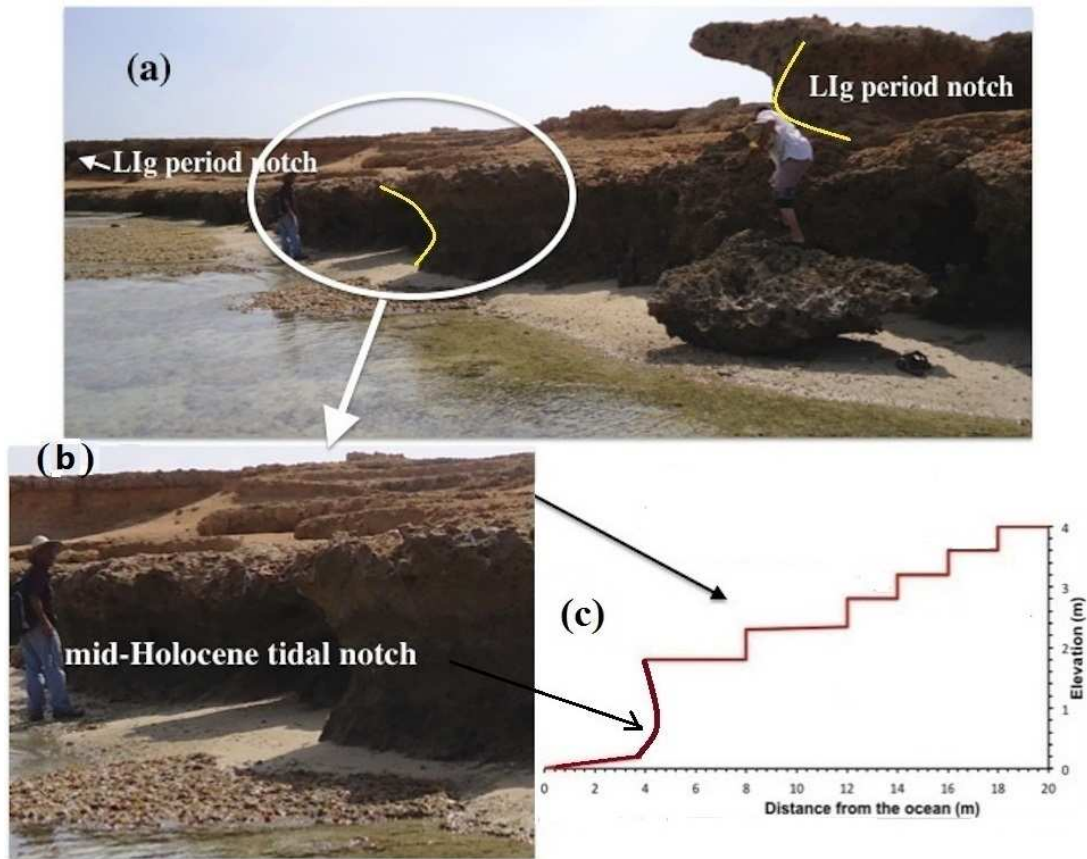 (a)
LIg period notch
LIg period notch
(b)
mid-Holocene tidal notch
(c)
4
3
2
1
0
Elevation (m)
0 2 4 6 8 10 12 14 16 18 20
Distance from the ocean (m)